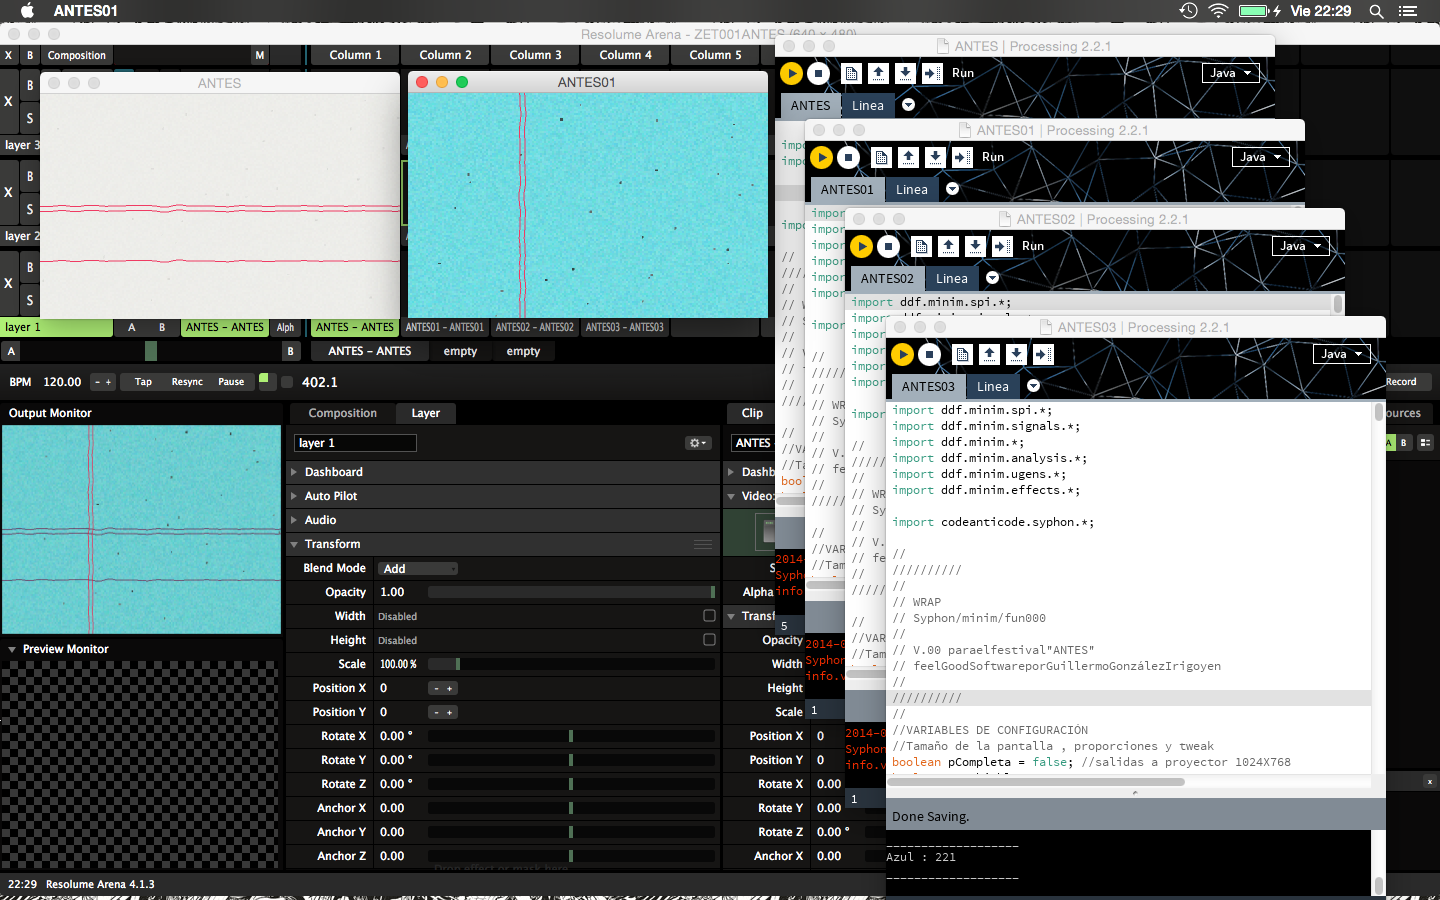 ANTES01
Vie 22:29
Resolume Arena - ZET001ANTES (640 x 480)
X B Composition M Column 1 Column 2 Column 3 Column 4 Column 5
ANTES
ANTES01
X B
S
layer 3
X B
S
layer 2
X B
S
layer 1 A B ANTES - ANTES Alph ANTES - ANTES ANTES01 - ANTES01 ANTES02 - ANTES02 ANTES03 - ANTES03
A B ANTES - ANTES empty empty
BPM 120.00 - + Tap Resync Pause 402.1
Record
Output Monitor
Composition Layer
Clip
layer 1
ANTES -
Dashboard
Auto Pilot
Audio
Transform
Blend Mode Add
Opacity 1.00
Width Disabled
Height Disabled
Scale 100.00 %
Position X 0 - +
Position Y 0 - +
Rotate X 0.00 °
Rotate Y 0.00 °
Rotate Z 0.00 °
Anchor X 0.00
Anchor Y 0.00
Anchor Z 0.00
Drop effect or mask here
Preview Monitor
Opacity
Width
Height
Scale
Position X 0
Position Y 0
Rotate X 0.00
Rotate Y 0.00
Rotate Z 0.00 °
Anchor X 0.00
22:29 Resolume Arena 4.1.3
ANTES | Processing 2.2.1
Run
Java
ANTES Linea
ANTES01 | Processing 2.2.1
Run
Java
ANTES01 Linea
ANTES02 | Processing 2.2.1
Run
Java
ANTES02 Linea
import ddf.minim.spi.*;
ANTES03 | Processing 2.2.1
Java
ANTES03 Linea
import ddf.minim.spi.*;
import ddf.minim.signals.*;
import ddf.minim.*;
import ddf.minim.analysis.*;
import ddf.minim.ugens.*;
import ddf.minim.effects.*;
import codeanticode.syphon.*;
//
//////////
//
// WRAP
// Syphon/minim/fun000
//
// V.00 paraelfestival"ANTES"
// feelGoodSoftwareporGuillermoGonzálezIrigoyen
//
//////////
//
//VARIABLES DE CONFIGURACIÓN
//Tamaño de la pantalla , proporciones y tweak
boolean pCompleta = false; //salidas a proyector 1024X768
Done Saving.
___________________
Azul : 221
___________________